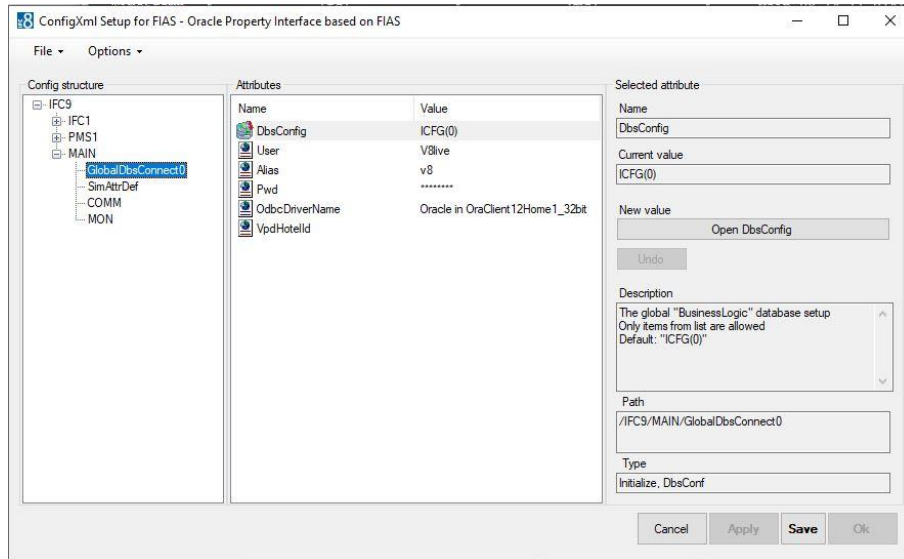 ConfigXml Setup for FIAS - Oracle Property Interface based on FIAS
File
Options
Config structure
IFC9
IFC1
PMS1
MAIN
GlobalDbsConnect0
SimAttrDef
COMM
MON
Attributes
Name Value
DbsConfig ICFG(0)
User V8live
Alias v8
Pwd ********
OdbcDriverName Oracle in OraClient12Home1_32bit
VpdHotelId
Selected attribute
Name
DbsConfig
Current value
ICFG(0)
New value
Open DbsConfig
Undo
Description
The global "BusinessLogic" database setup
Only items from list are allowed
Default: "ICFG(0)"
Path
/IFC9/MAIN/GlobalDbsConnect0
Type
Initialize, DbsConf
Cancel Apply Save Ok